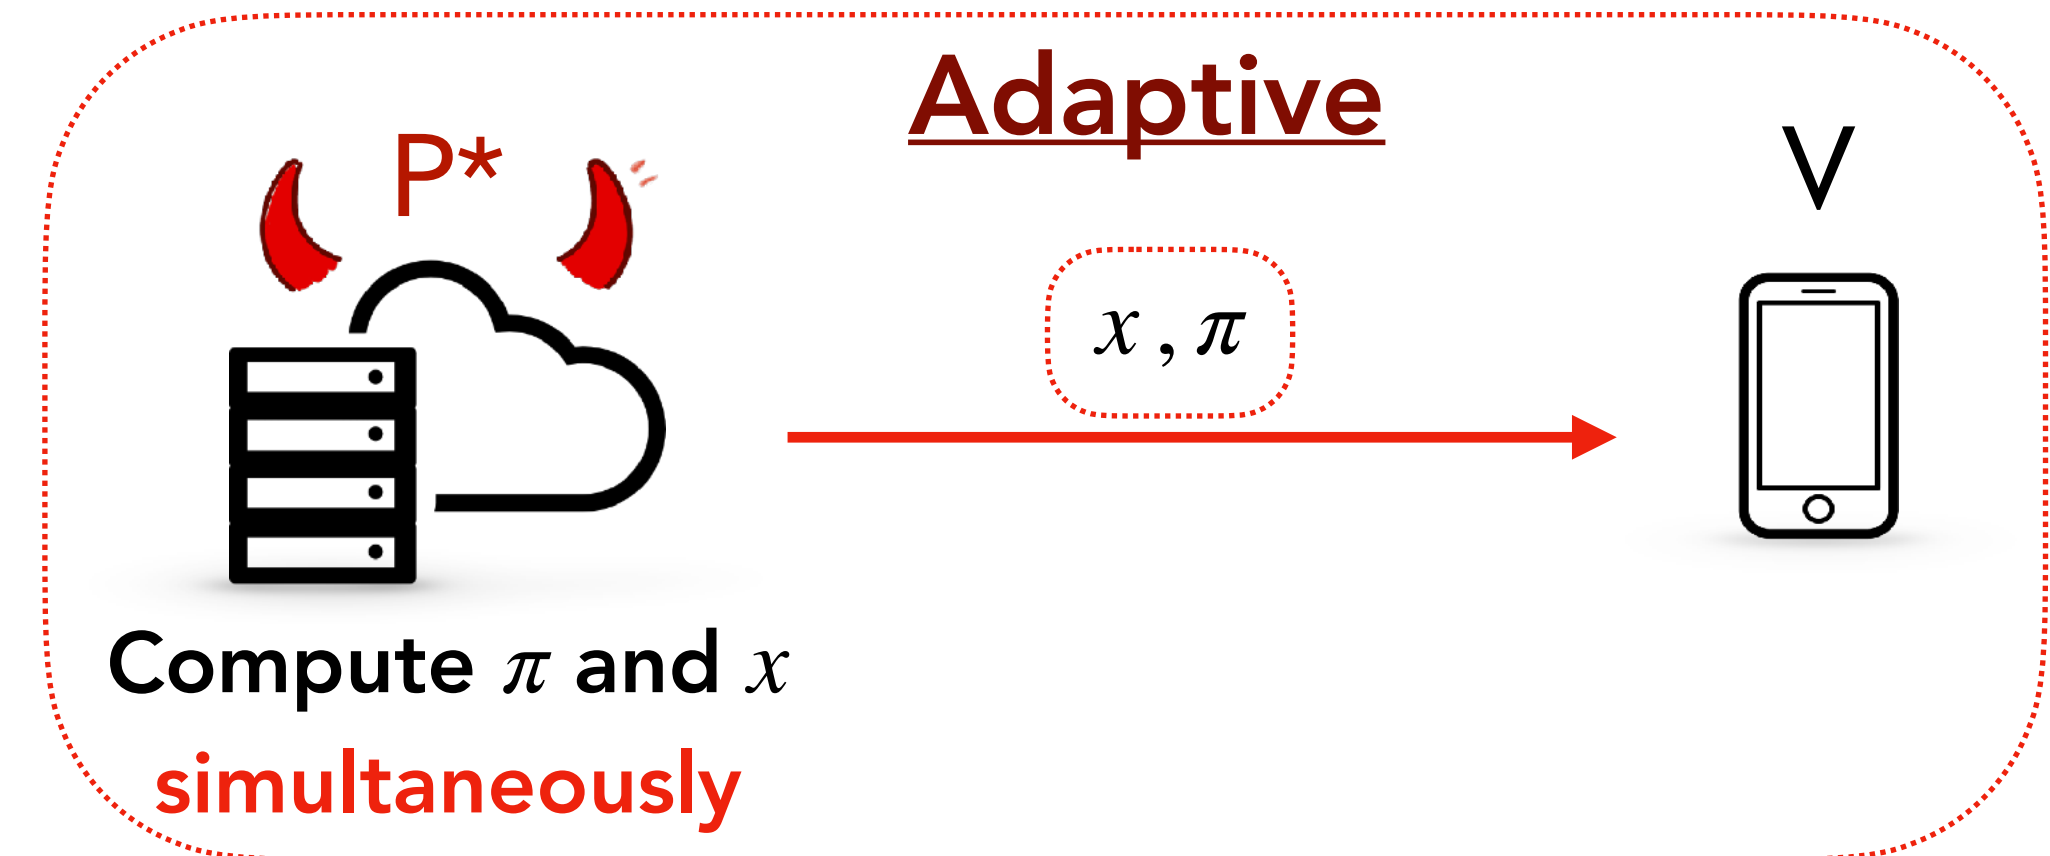 Adaptive
P*
V
x , π
Compute π and x
simultaneously